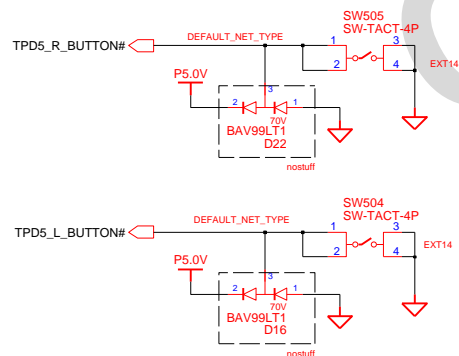 SW505
SW-TACT-4P
TPD5_R_BUTTON#
DEFAULT_NET_TYPE
1
3
2
4
EXT14
P5.0V
3
2
1
70V
BAV99LT1
D22
nostuff
SW504
SW-TACT-4P
TPD5_L_BUTTON#
DEFAULT_NET_TYPE
1
3
2
4
EXT14
P5.0V
3
2
1
70V
BAV99LT1
D16
nostuff